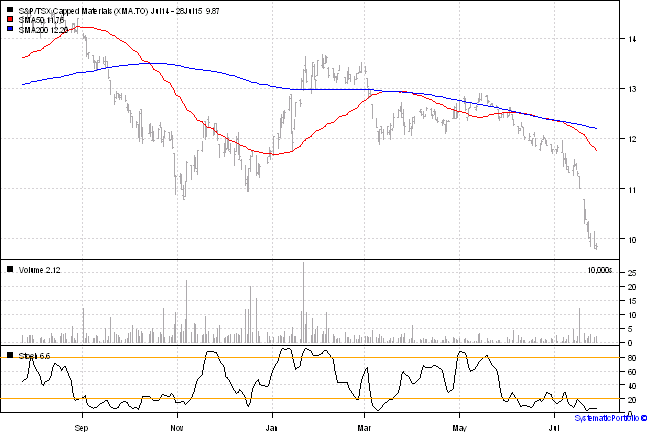 S&P/TSX Capped Materials (XMA.TO) Jul14 - 28Jul15 9.87
SMA50 11.76
SMA200 12.20
14
13
12
11
10
Volume 2.12
10,000s
25
20
15
10
5
0
Stoch 6.6
80
60
40
20
0
Sep
Nov
Jan
Mar
May
Jul
SystematicPortfolio ©